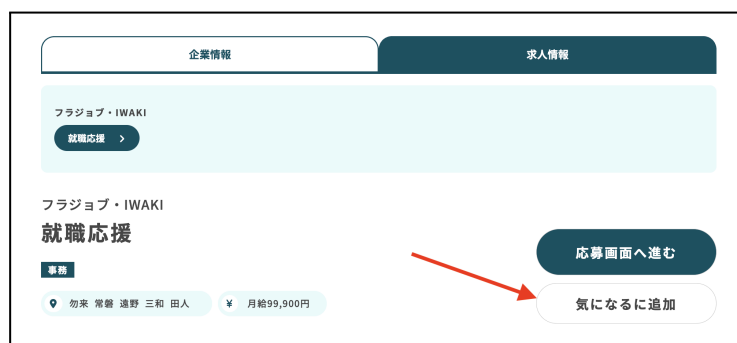 企業情報
求人情報
フラジョブ・IWAKI
就職応援 >
フラジョブ・IWAKI
就職応援
事務
勿来 常磐 遠野 三和 田人
¥ 月給99,900円
応募画面へ進む
気になるに追加